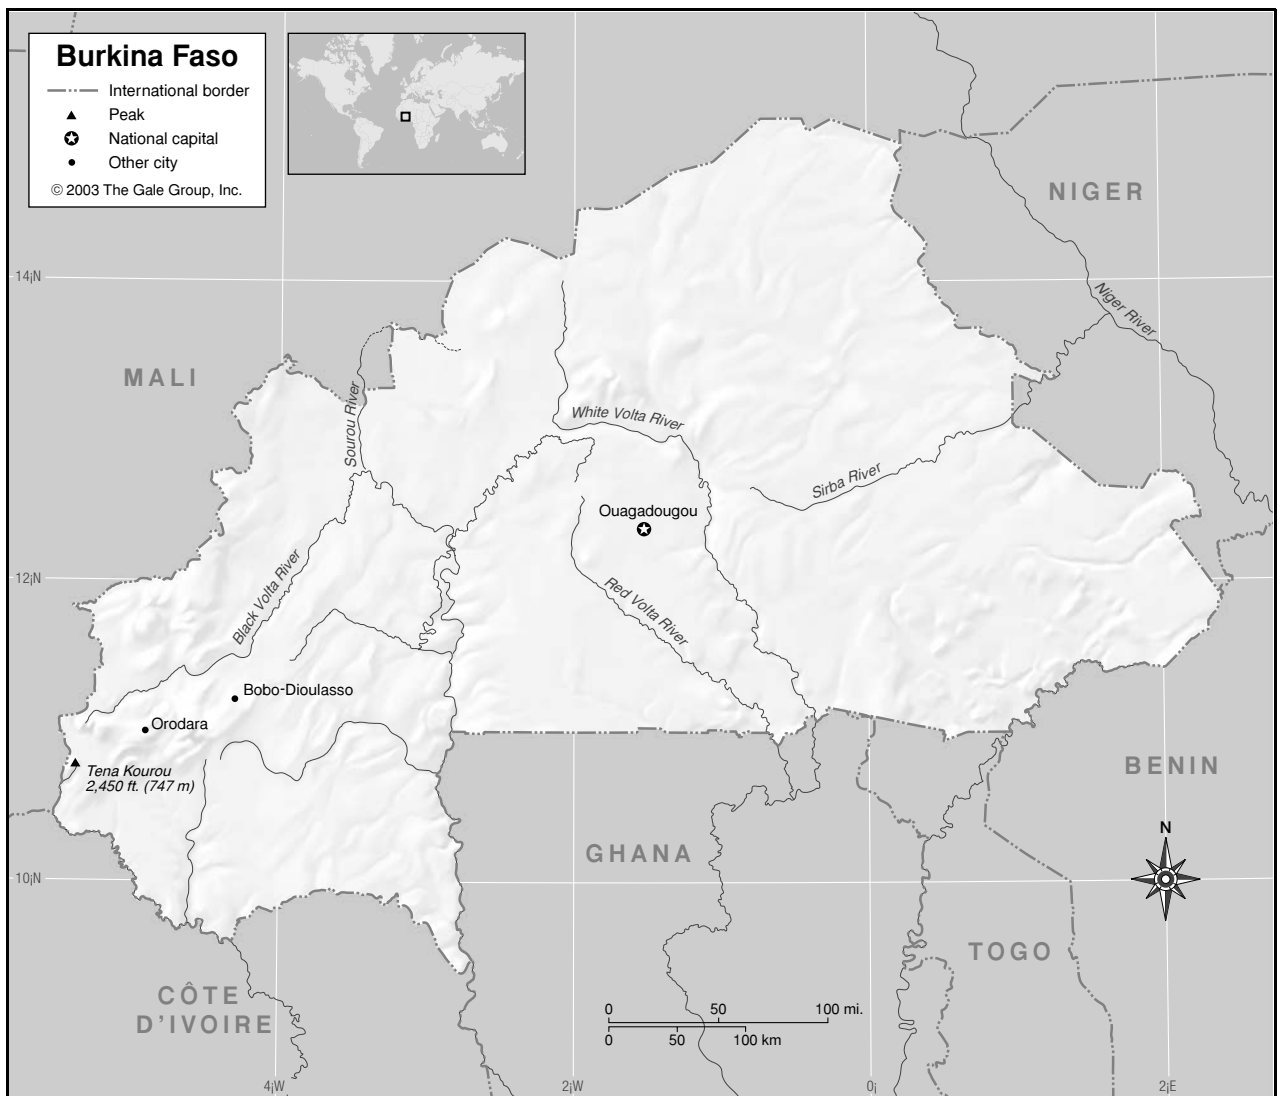 Burkina Faso
International border
Peak
National capital
Other city
© 2003 The Gale Group, Inc.
NIGER
14¡N
Niger River
MALI
Sourou River
White Volta River
Sirba River
Ouagadougou
12¡N
Black Volta River
Red Volta River
Bobo-Dioulasso
Orodara
Tena Kourou
2,450 ft. (747 m)
BENIN
N
GHANA
10¡N
TOGO
CÔTE
D'IVOIRE
0 50 100 mi.
0 50 100 km
4¡W 2¡W 0¡ 2¡E